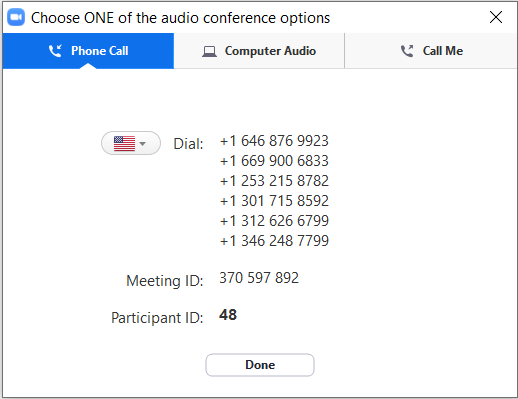 Choose ONE of the audio conference options
Phone Call
Computer Audio
Call Me
Dial: +1 646 876 9923
+1 669 900 6833
+1 253 215 8782
+1 301 715 8592
+1 312 626 6799
+1 346 248 7799
Meeting ID: 370 597 892
Participant ID: 48
Done